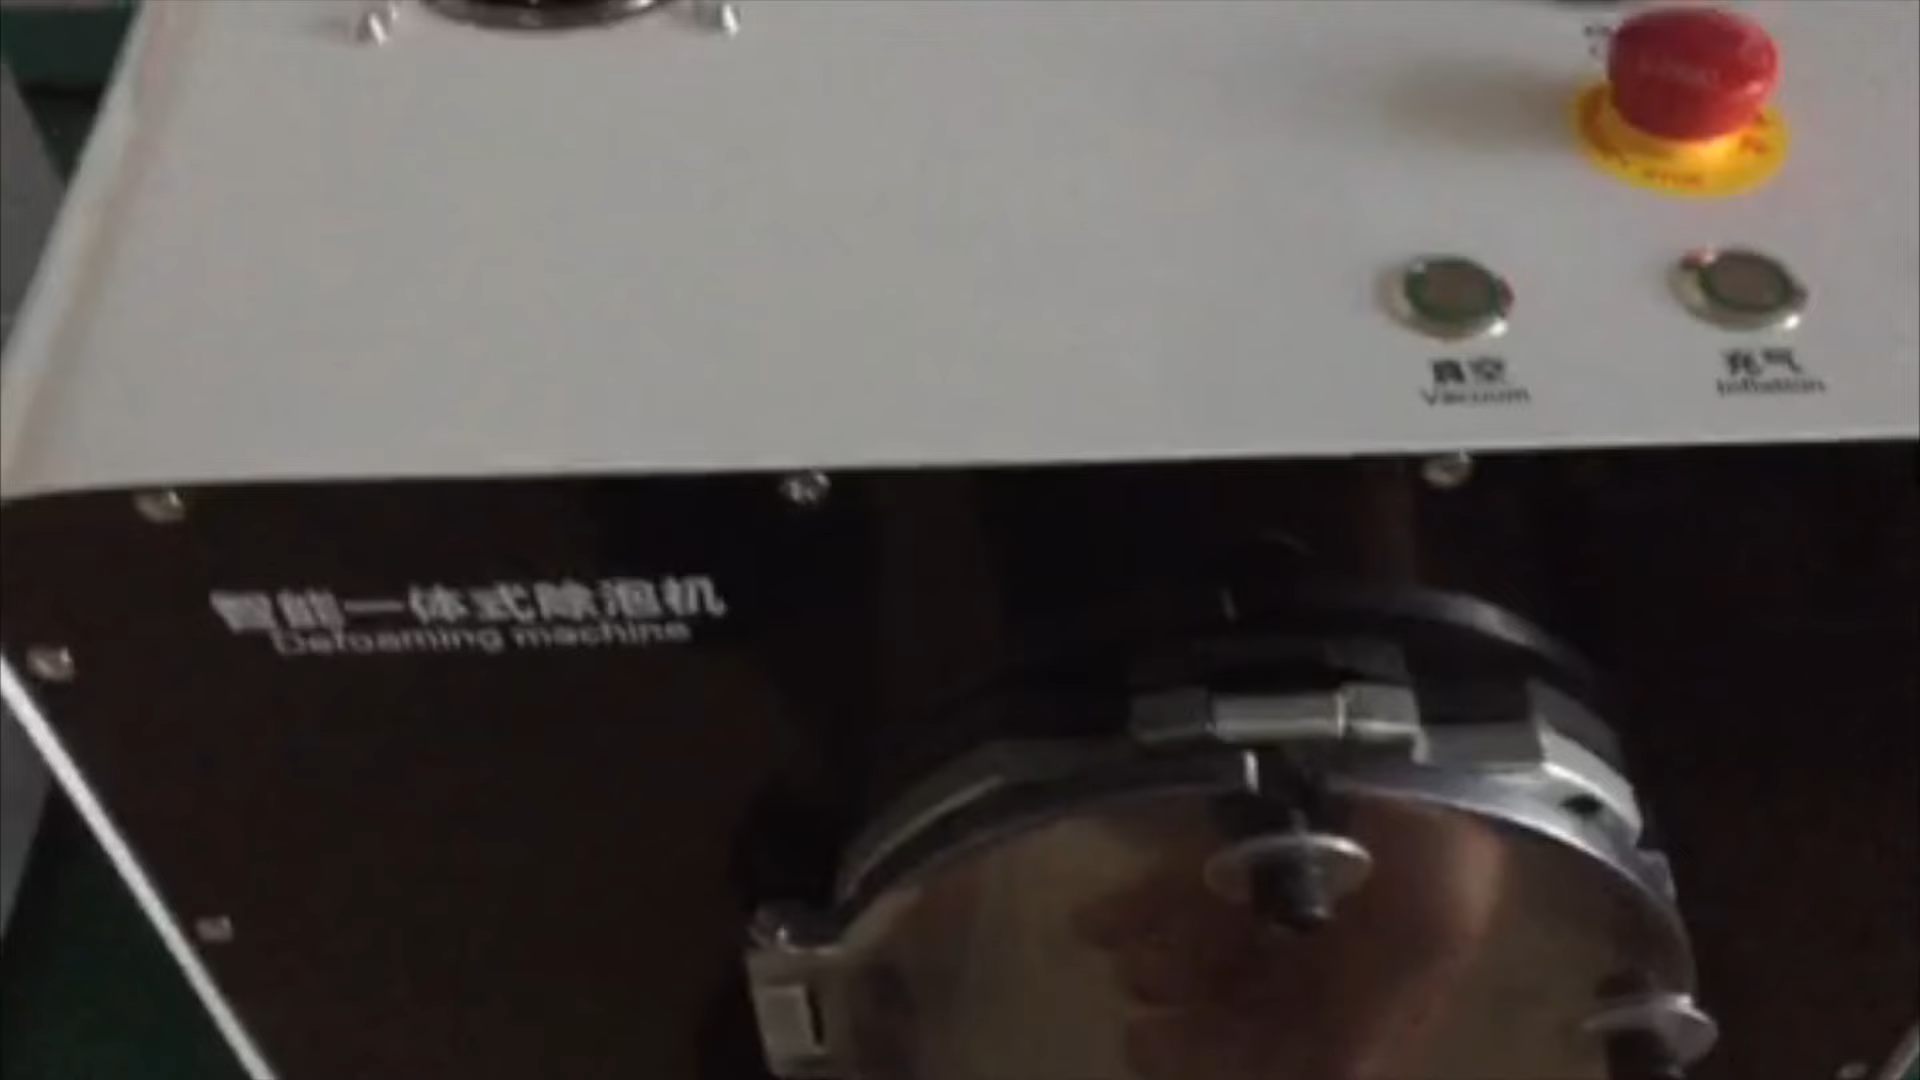 真空
Vacuum
充气
Inflation
智能一体式除泡机
Defoaming machine